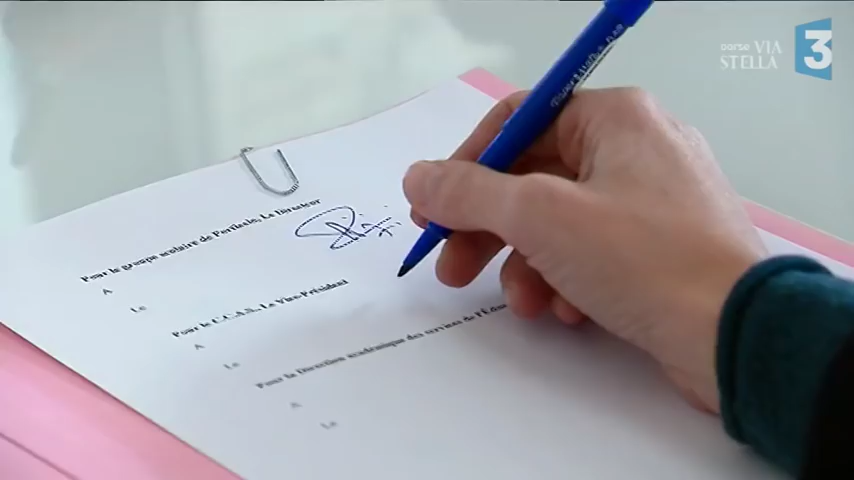 corse VIA
STELLA
3
Pour le groupe scolaire de Porticcio, Le Directeur
A
Le
Pour le C.C.A.S, Le Vice-Président
A
Le
Pour la Direction académique des services de l'Édu
A
Le